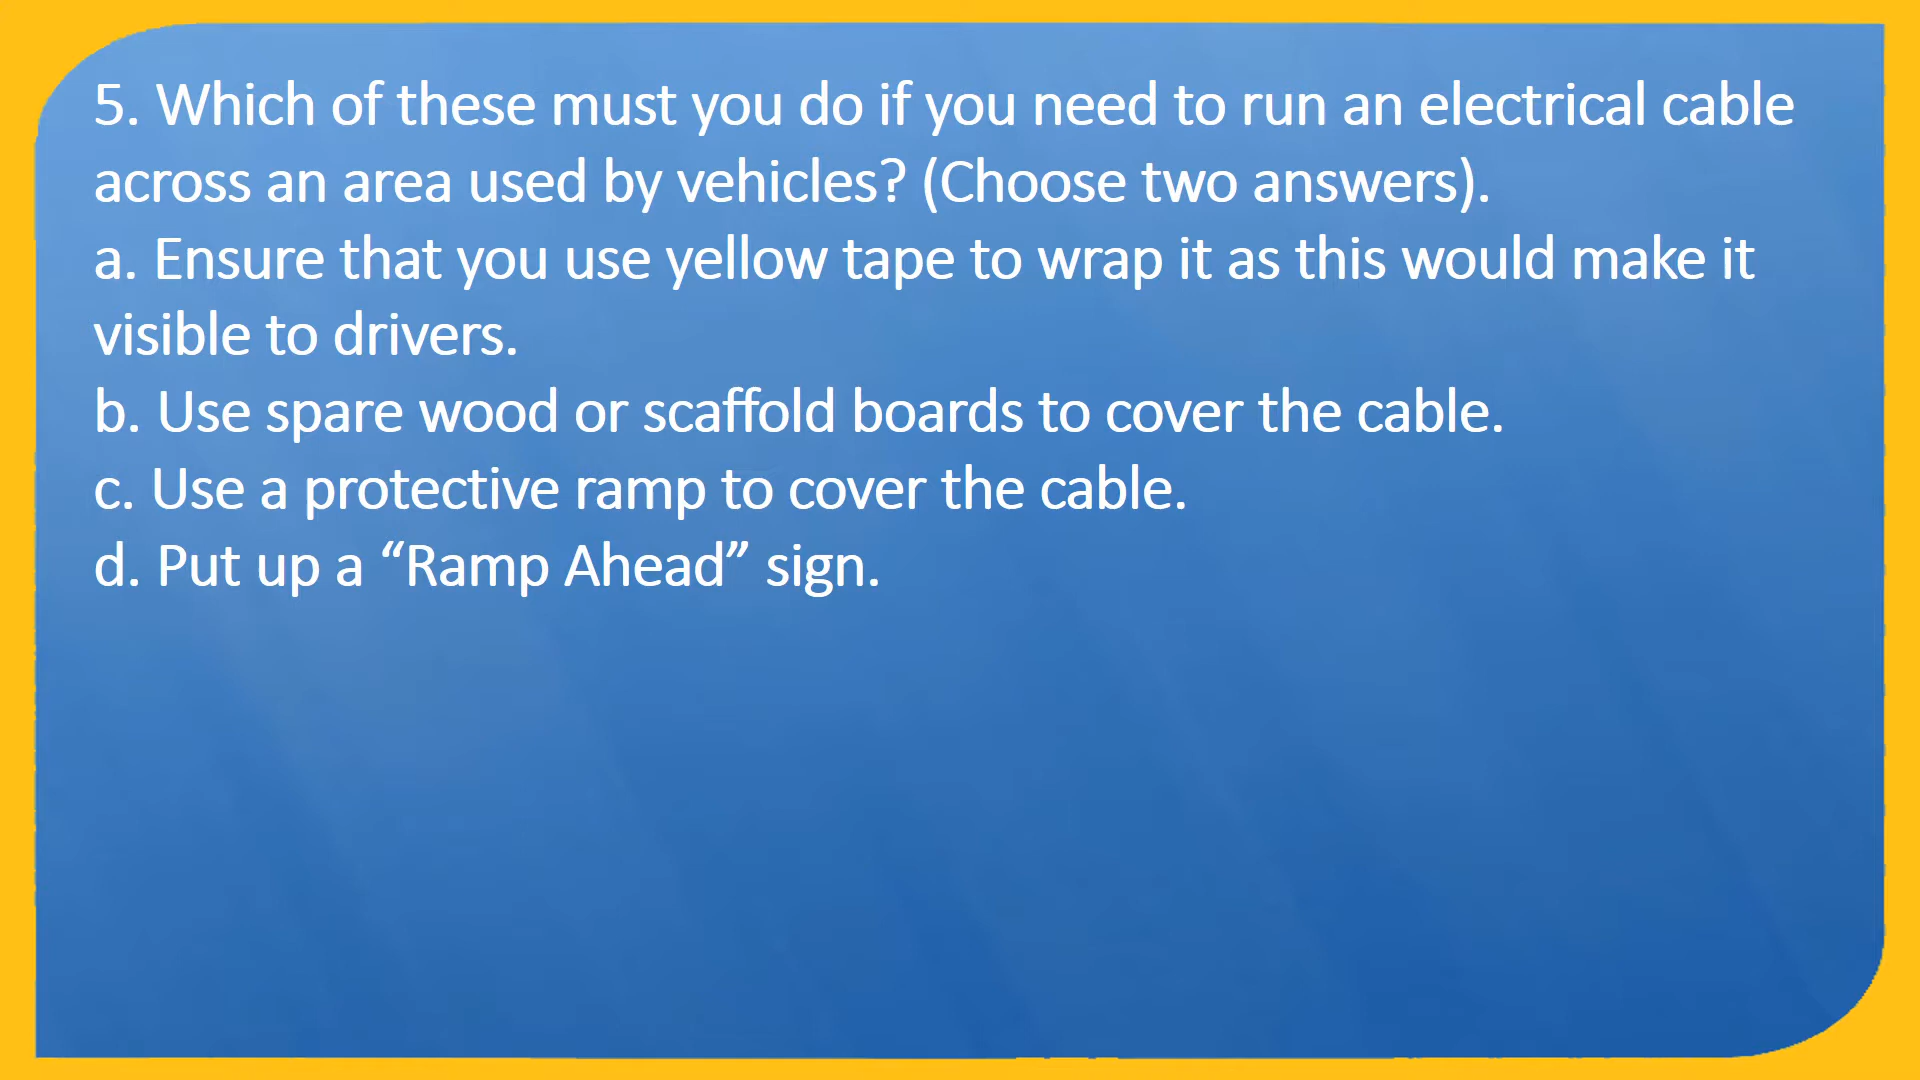 5. Which of these must you do if you need to run an electrical cable
across an area used by vehicles? (Choose two answers).
a. Ensure that you use yellow tape to wrap it as this would make it
visible to drivers.
b. Use spare wood or scaffold boards to cover the cable.
c. Use a protective ramp to cover the cable.
d. Put up a “Ramp Ahead” sign.